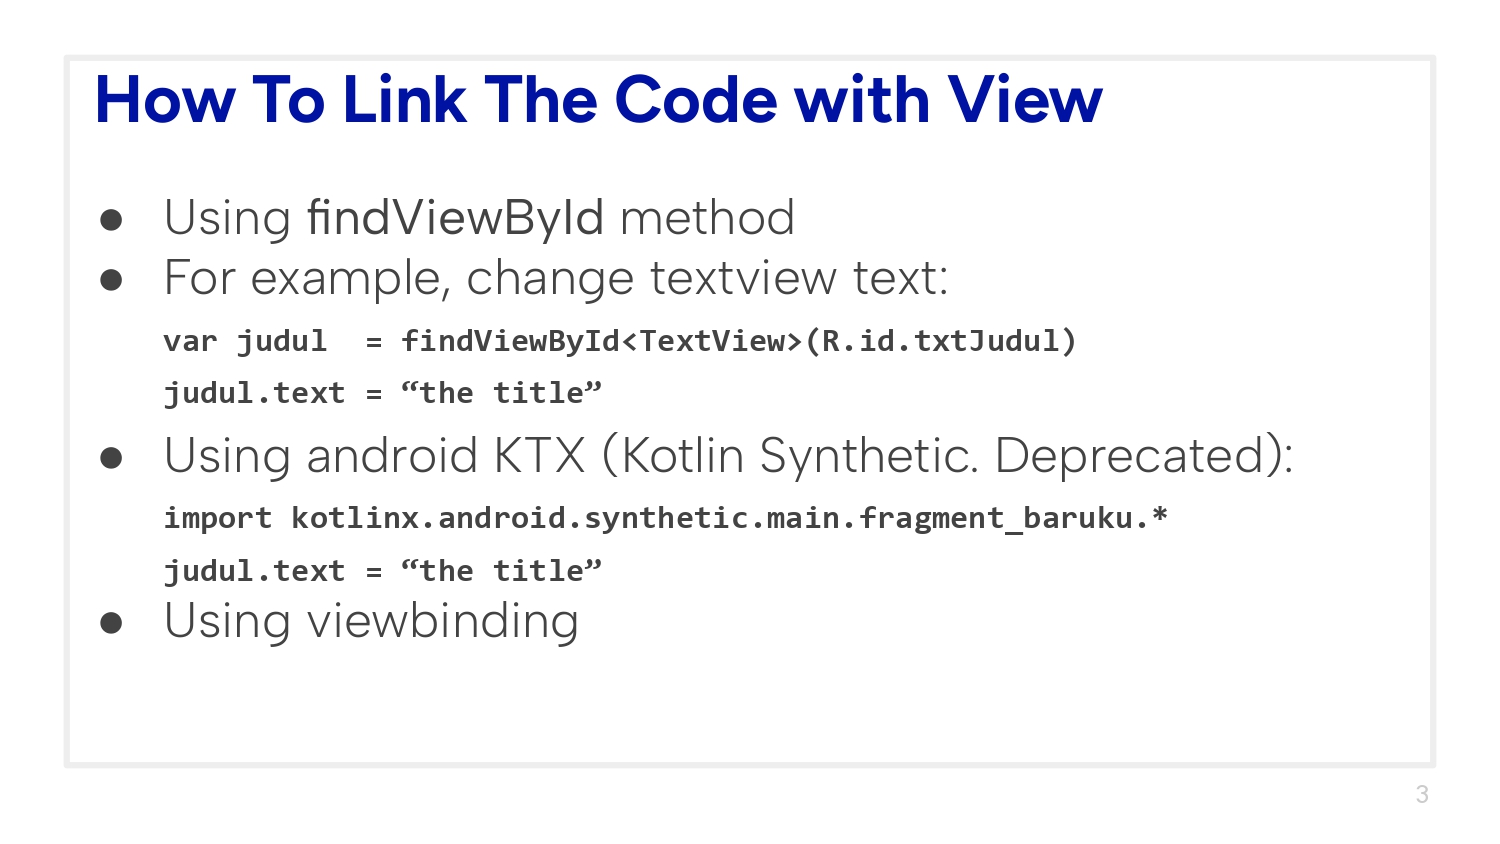 How To Link The Code with View
● Using findViewById method
● For example, change textview text:
var judul  = findViewById<TextView>(R.id.txtJudul)
judul.text = “the title”
● Using android KTX (Kotlin Synthetic. Deprecated):
import kotlinx.android.synthetic.main.fragment_baruku.*
judul.text = “the title”
● Using viewbinding
3